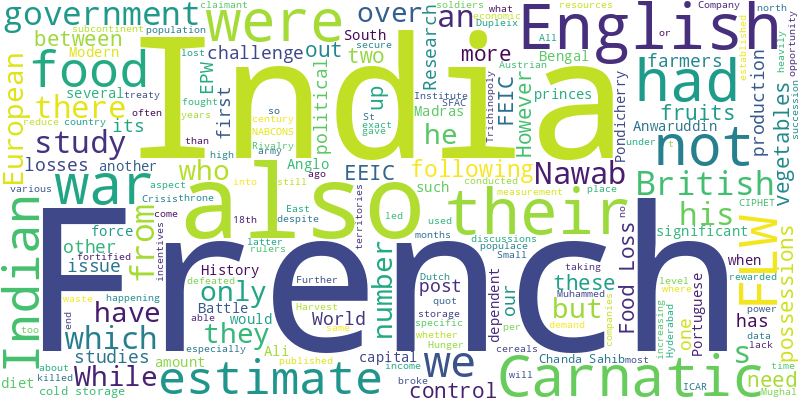 government
were
over
an
English
India
food
there
between
several
Modern
European
study
losses
another
war
who
Indian
from
other
issue
have
which
While
studies
diet
cold storage
about
killed
population
out
challenge
EPW
South
two
first
political
its
Anglo
also
French
only
they
estimate
number
we
control
capital
amount
History
Battle
World
would
Ali
force
throne
Crisis
aspect
various
often
reduce
country
years
than
lost
treaty
subcontinent
claimant
fought
century
NABCONS
Rivalry
army
high
Institute
SFAC
St
exact
gave
so
Research
Madras
up
he
more
FEIC
However
EEIC
following
such
Bengal
princes
Trichinopoly
Nawab
their
but
these
post
our
one
dependent
Portuguese
Food Loss
Pondicherry
had
not
British
his
FLW
Carnatic
s
possessions
need
has
when
significant
farmers
fruits
vegetables
production
Anwaruddin
CIPHET
Chanda Sahib
most
Hyderabad
increasing
level
where
power
data
lack
rewarded
Mughal
time
ICAR
will
per
demand
cereals
specific
whether
Hunger
storage
months
Dutch
Further
Small
discussions
populace
Muhammed
companies
no
taking
place
measurement
conducted
under
established
heavily
succession
opportunity
north
Company
or
All
resources
economic
what
Dupleix
soldiers
secure
Austrian
into
still
ago
East
despite
led
used
come
latter
rulers
territories
defeated
able
especially
published
income
broke
quot
Harvest
same
incentives
happening
waste
end
too
fortified
18th